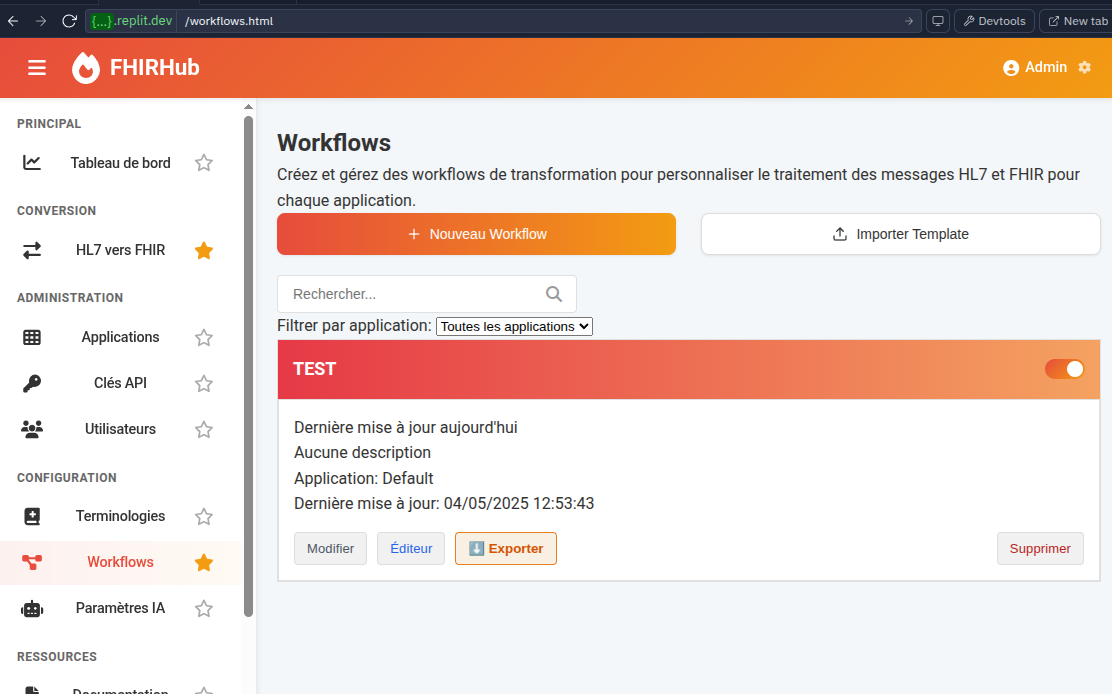 {...}.replit.dev /workflows.html Devtools New tab
FHIRHub
Admin
PRINCIPAL
Tableau de bord
CONVERSION
HL7 vers FHIR
ADMINISTRATION
Applications
Clés API
Utilisateurs
CONFIGURATION
Terminologies
Workflows
Paramètres IA
RESSOURCES
Documentation
Workflows
Créez et gérez des workflows de transformation pour personnaliser le traitement des messages HL7 et FHIR pour
chaque application.
Nouveau Workflow
Importer Template
Rechercher...
Filtrer par application: Toutes les applications
TEST
Dernière mise à jour aujourd'hui
Aucune description
Application: Default
Dernière mise à jour: 04/05/2025 12:53:43
Modifier
Éditeur
Exporter
Supprimer